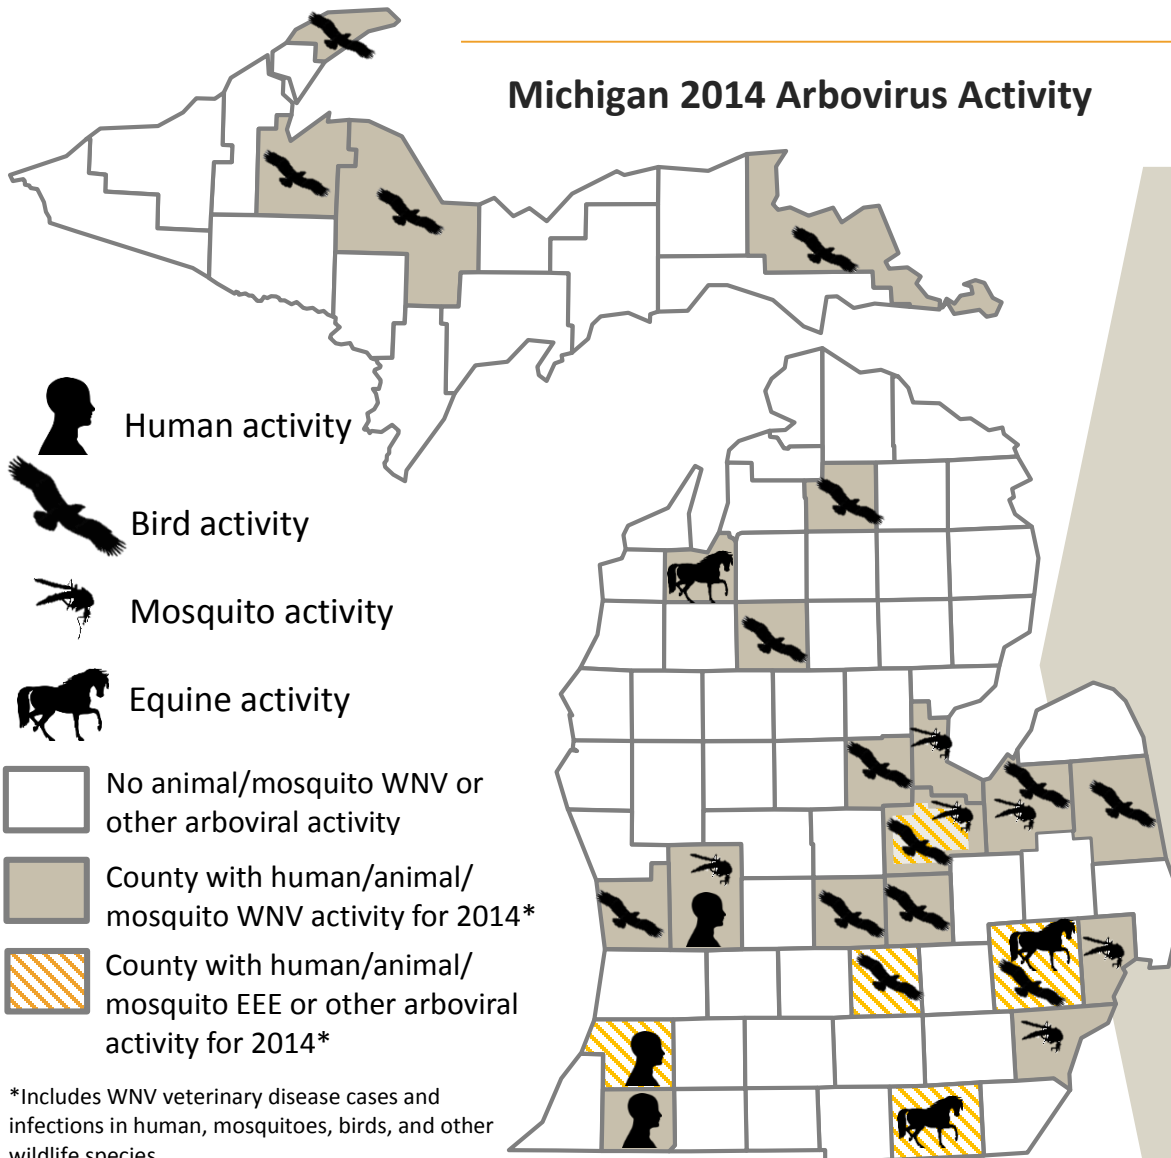 Michigan 2014 Arbovirus Activity
Human activity
Bird activity
Mosquito activity
Equine activity
No animal/mosquito WNV or
other arboviral activity
County with human/animal/
mosquito WNV activity for 2014*
County with human/animal/
mosquito EEE or other arboviral
activity for 2014*
*Includes WNV veterinary disease cases and
infections in human, mosquitoes, birds, and other
wildlife species